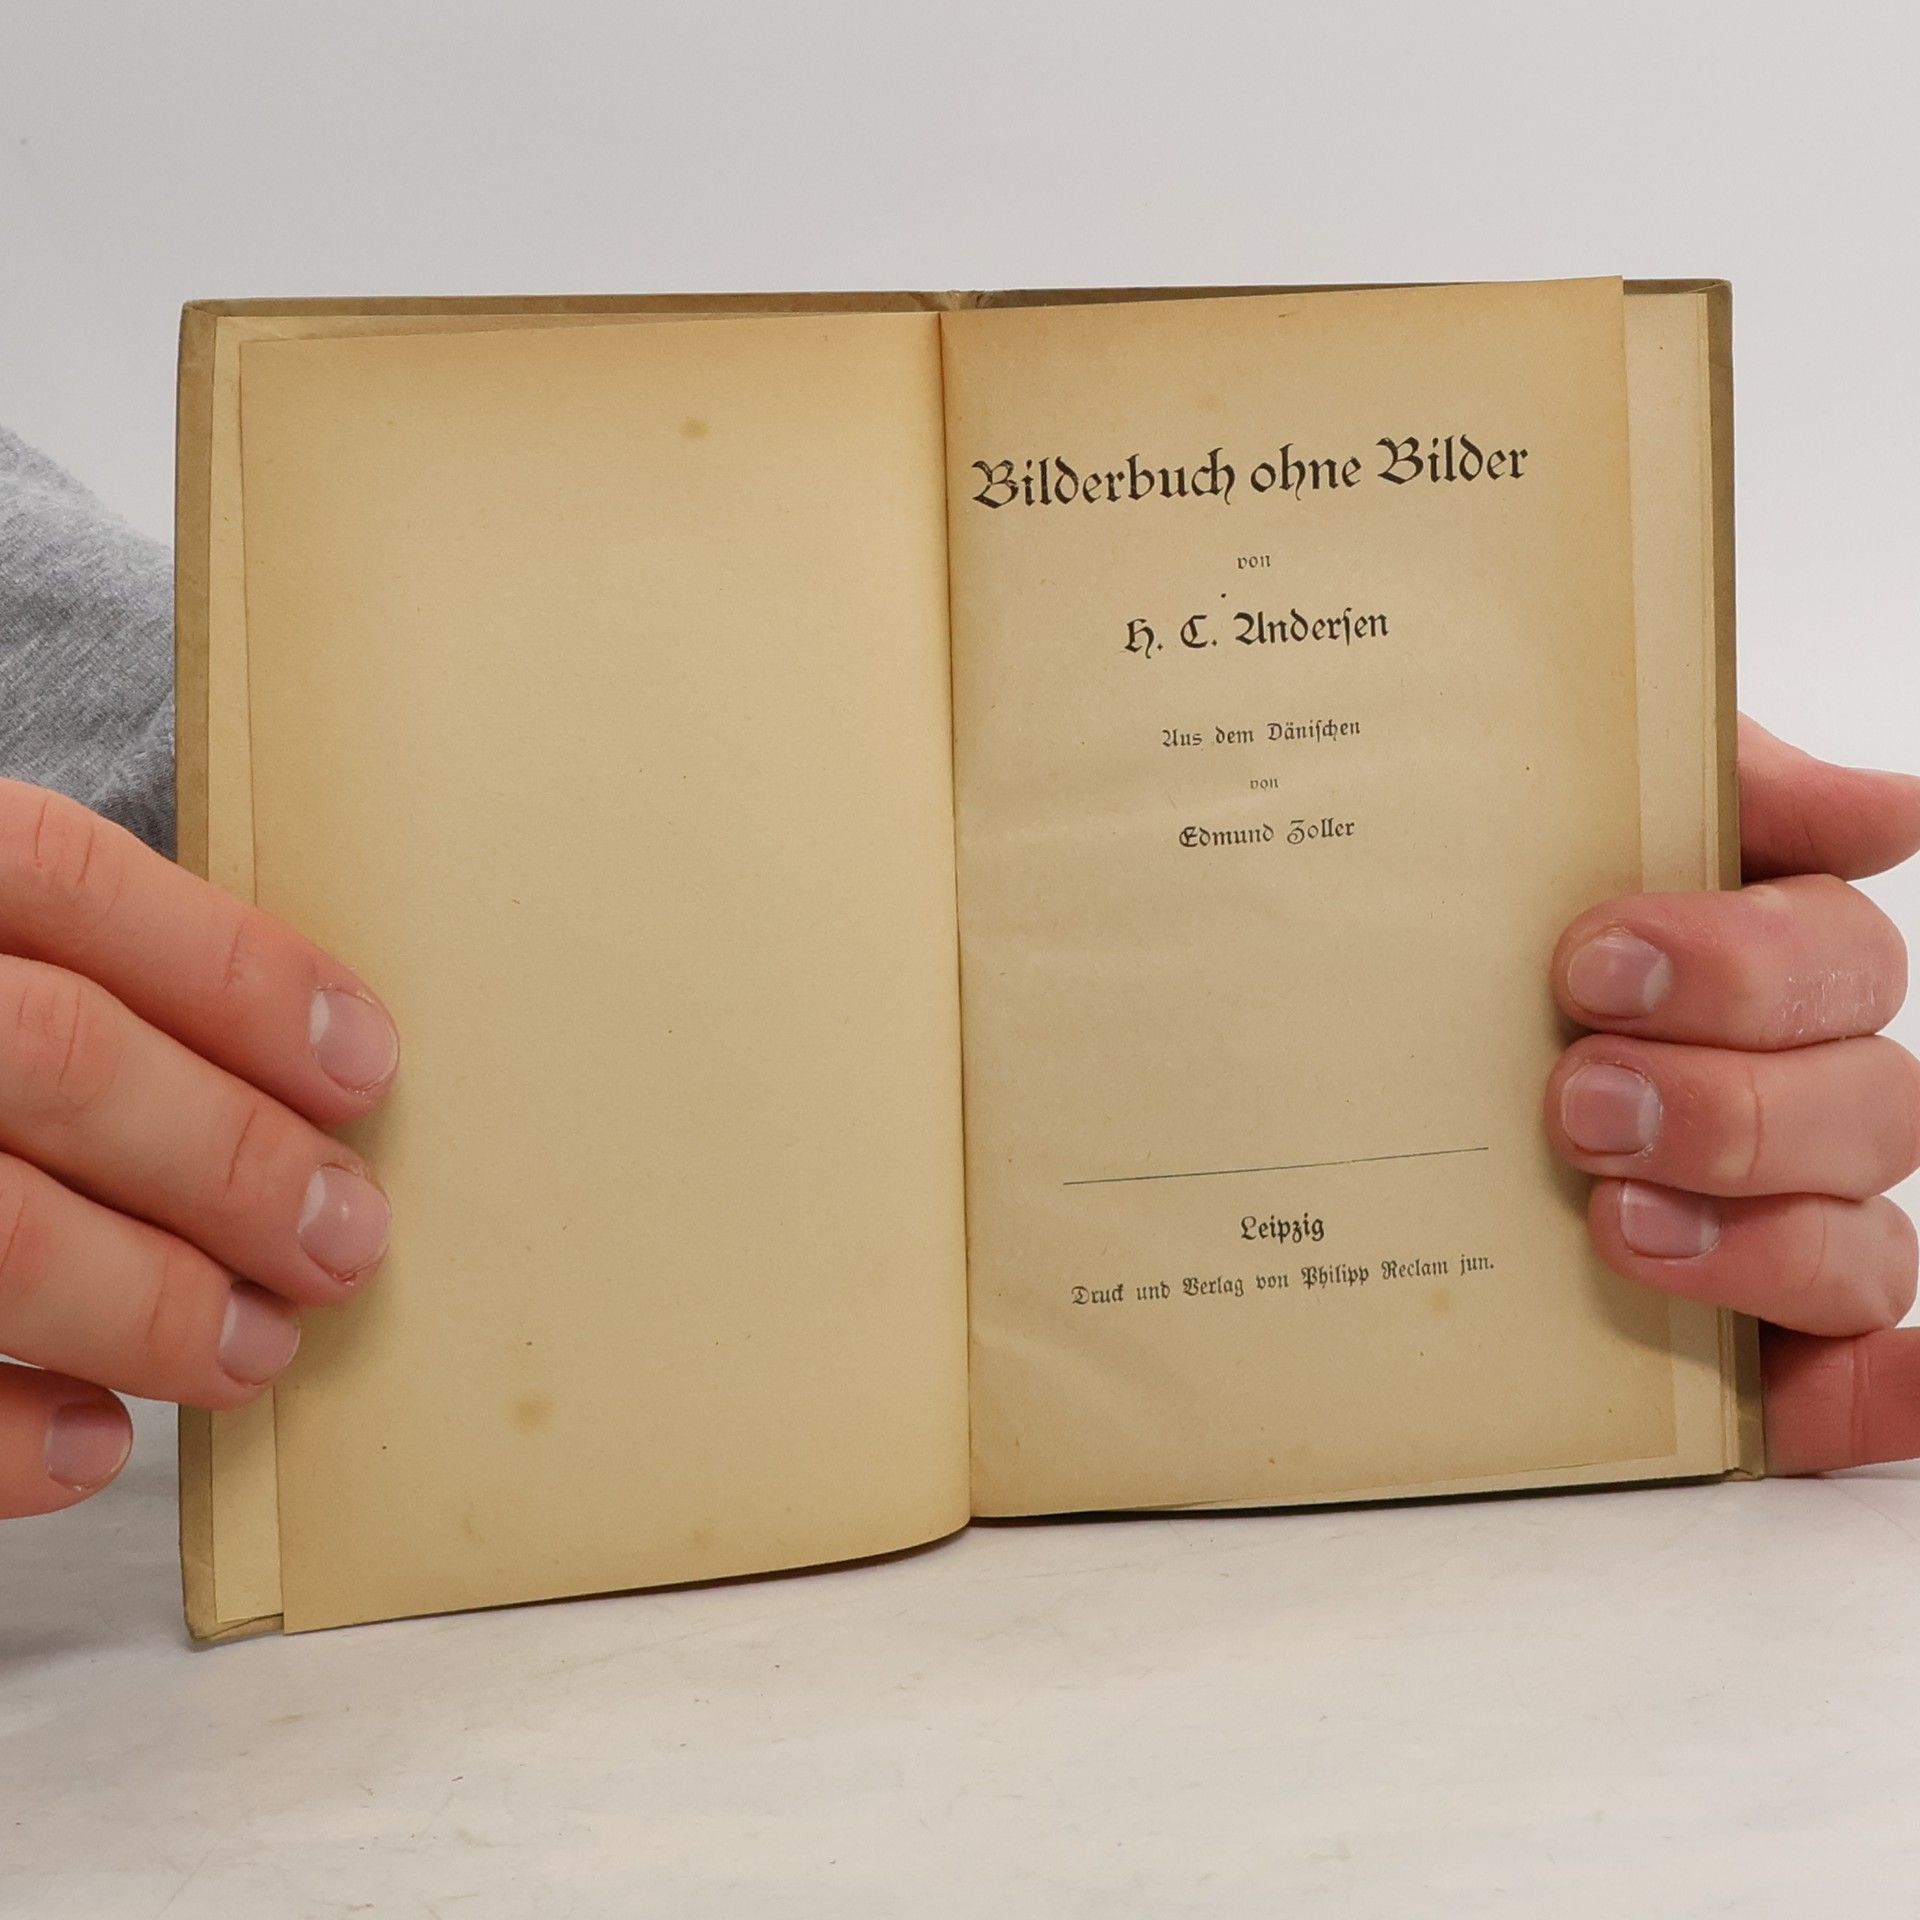 Bilderbuch ohne Bilder
von
H. C. Anderſen
Aus dem Däniſchen
von
Edmund Zoller
Leipzig
Druck und Verlag von Philipp Reclam jun.